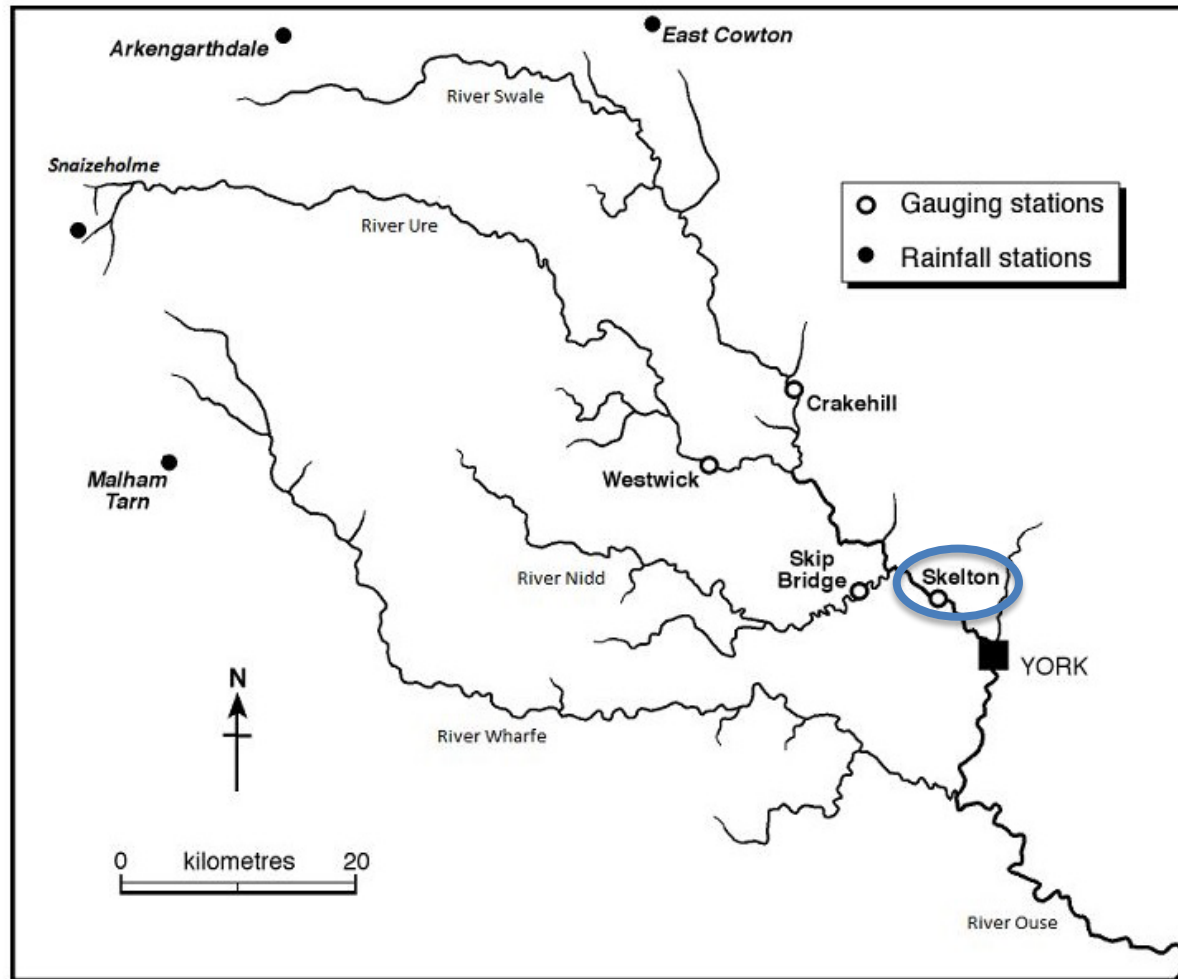 Arkengarthdale
East Cowton
River Swale
Snaizeholme
River Ure
Gauging stations
Rainfall stations
Crakehill
Westwick
Malham
Tarn
River Nidd
Skip
Bridge
Skelton
YORK
N
River Wharfe
0 kilometres 20
River Ouse